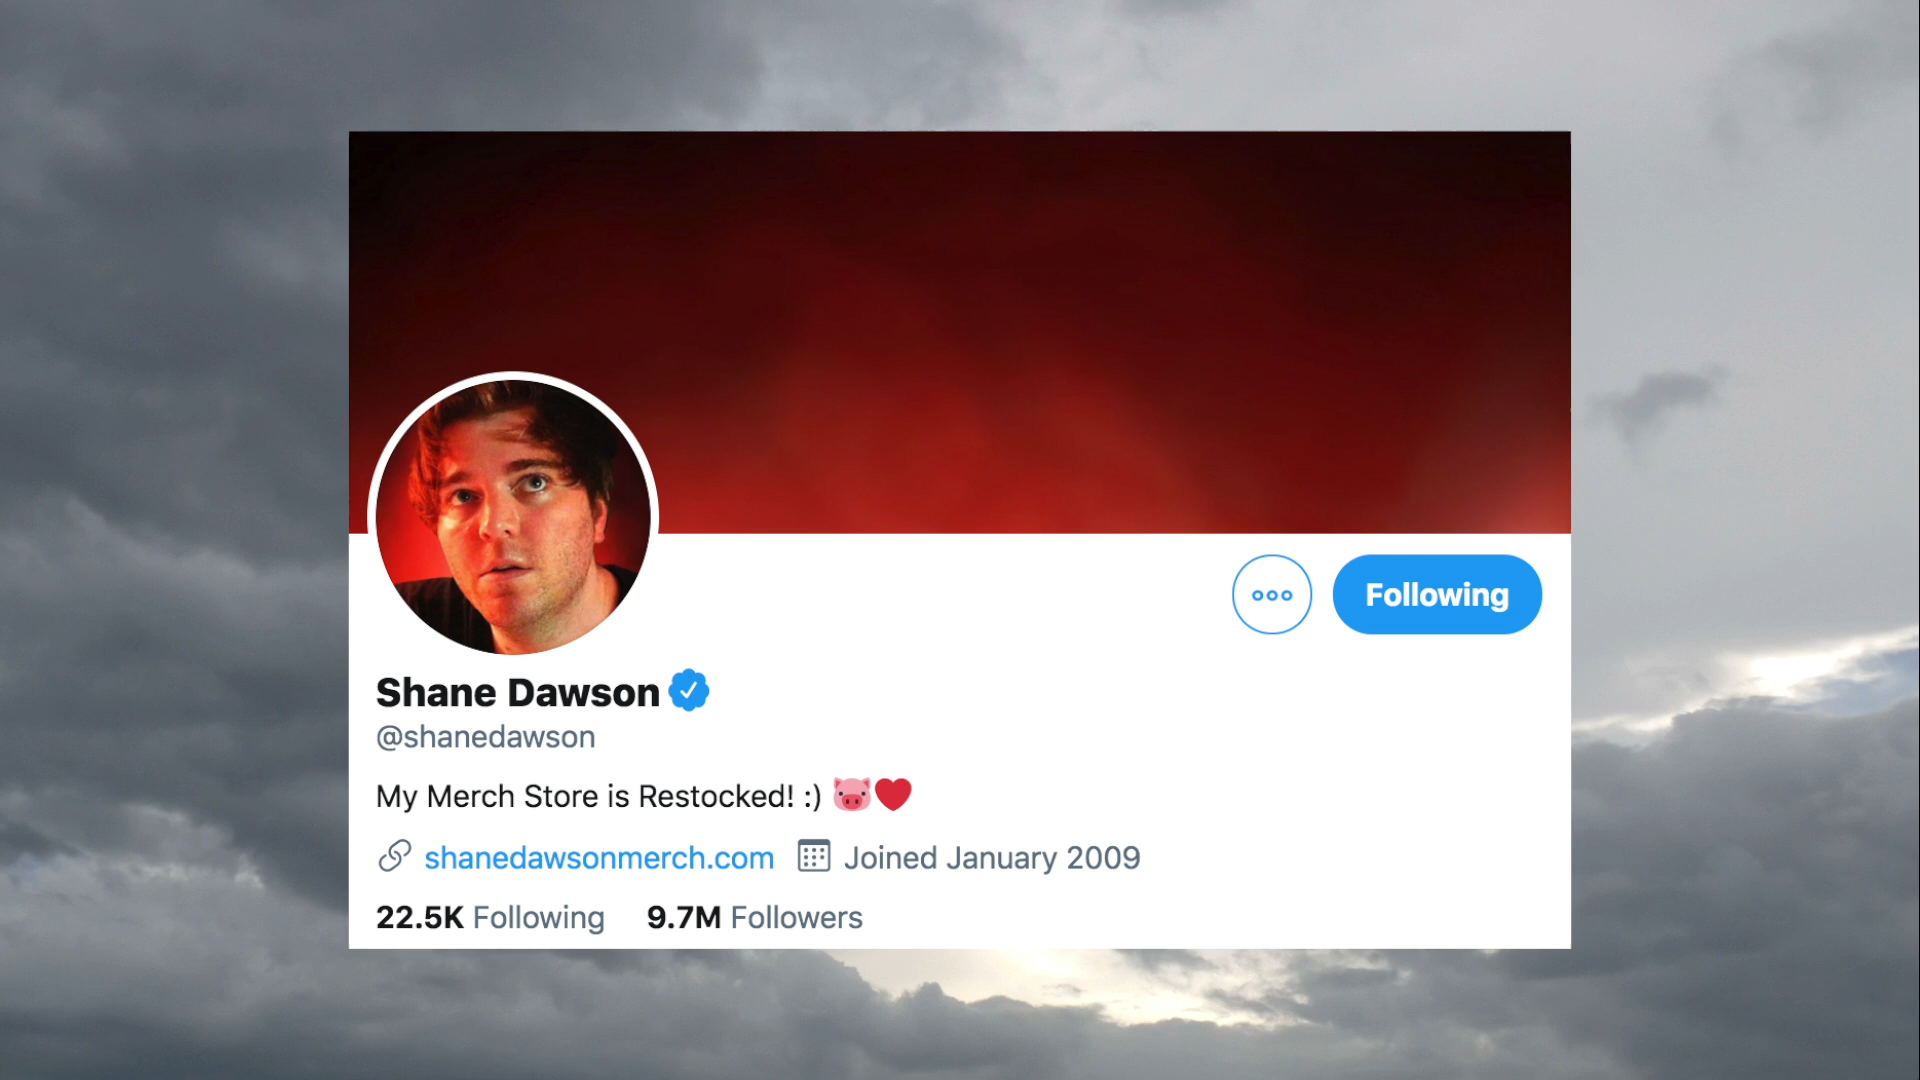 Following
Shane Dawson
@shanedawson
My Merch Store is Restocked! :) 🐷❤️
shanedawsonmerch.com Joined January 2009
22.5K Following 9.7M Followers